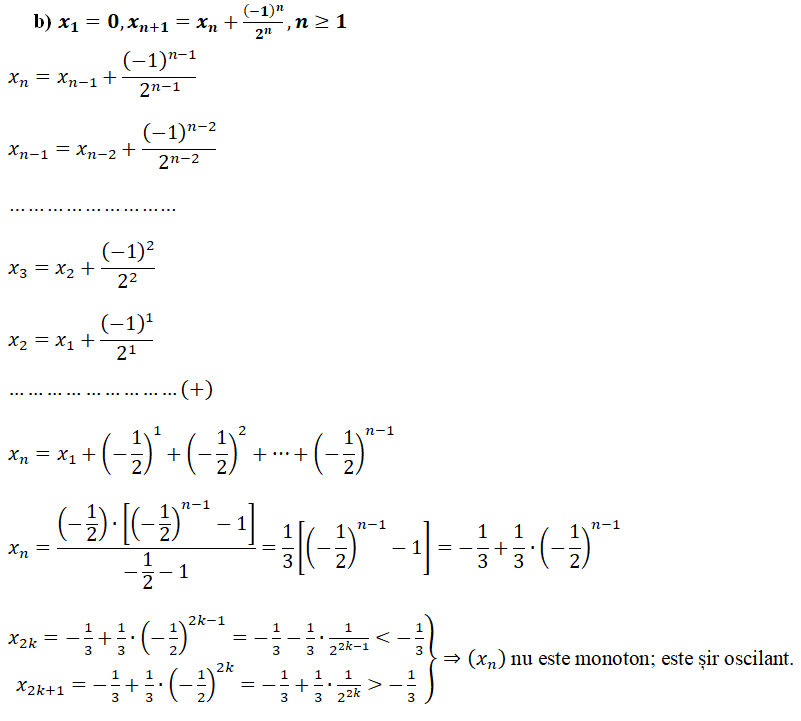 b) x₁ = 0, xₙ₊₁ = xₙ + (−1)ⁿ/2ⁿ, n ≥ 1
xₙ = xₙ₋₁ + (−1)ⁿ⁻¹/2ⁿ⁻¹
xₙ₋₁ = xₙ₋₂ + (−1)ⁿ⁻²/2ⁿ⁻²
… … … … … … … … …
x₃ = x₂ + (−1)²/2²
x₂ = x₁ + (−1)¹/2¹
… … … … … … … … … (+)
xₙ = x₁ + (−1/2)¹ + (−1/2)² + ⋯ + (−1/2)ⁿ⁻¹
xₙ = (−1/2)·[(−1/2)ⁿ⁻¹ − 1]/(−1/2 − 1) = 1/3[(−1/2)ⁿ⁻¹ − 1] = −1/3 + 1/3 · (−1/2)ⁿ⁻¹
x₂ₖ = −1/3 + 1/3 · (−1/2)²ᵏ⁻¹ = −1/3 − 1/3 · 1/2²ᵏ⁻¹ < −1/3
x₂ₖ₊₁ = −1/3 + 1/3 · (−1/2)²ᵏ = −1/3 + 1/3 · 1/2²ᵏ > −1/3
} ⇒ (xₙ) nu este monoton; este șir oscilant.